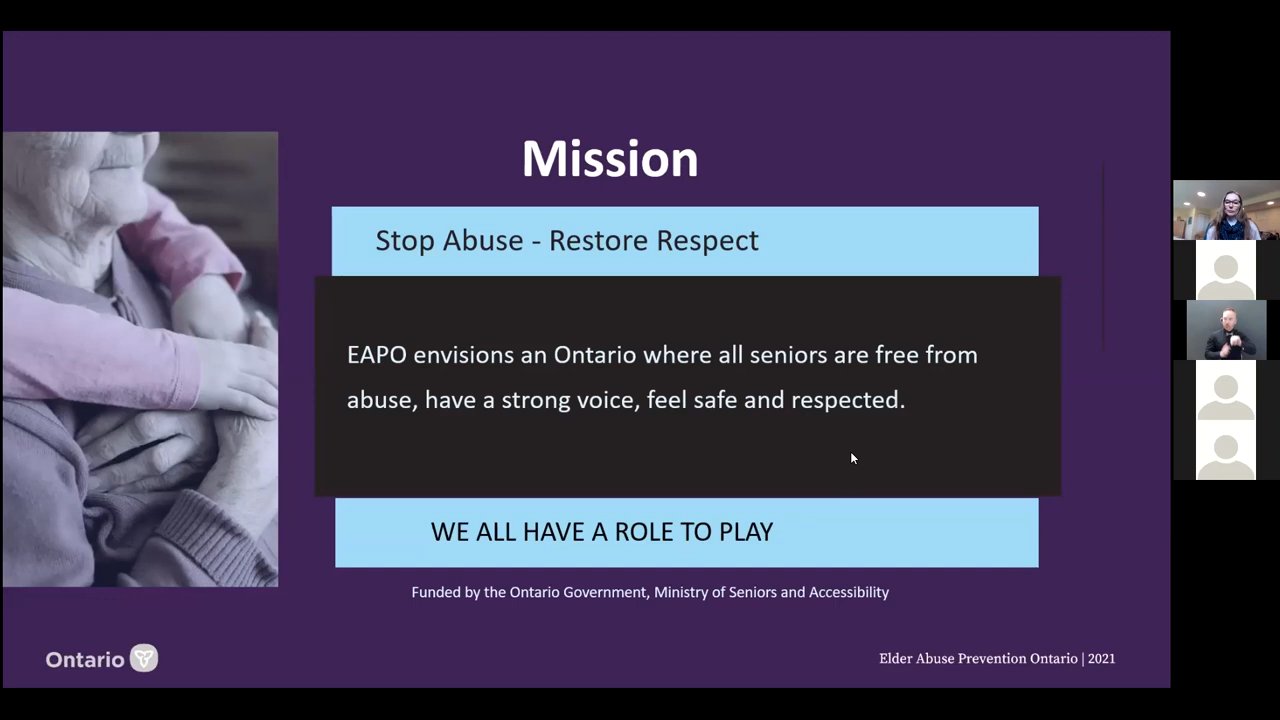 Mission
Stop Abuse - Restore Respect
EAPO envisions an Ontario where all seniors are free from
abuse, have a strong voice, feel safe and respected.
WE ALL HAVE A ROLE TO PLAY
Funded by the Ontario Government, Ministry of Seniors and Accessibility
Ontario
Elder Abuse Prevention Ontario | 2021